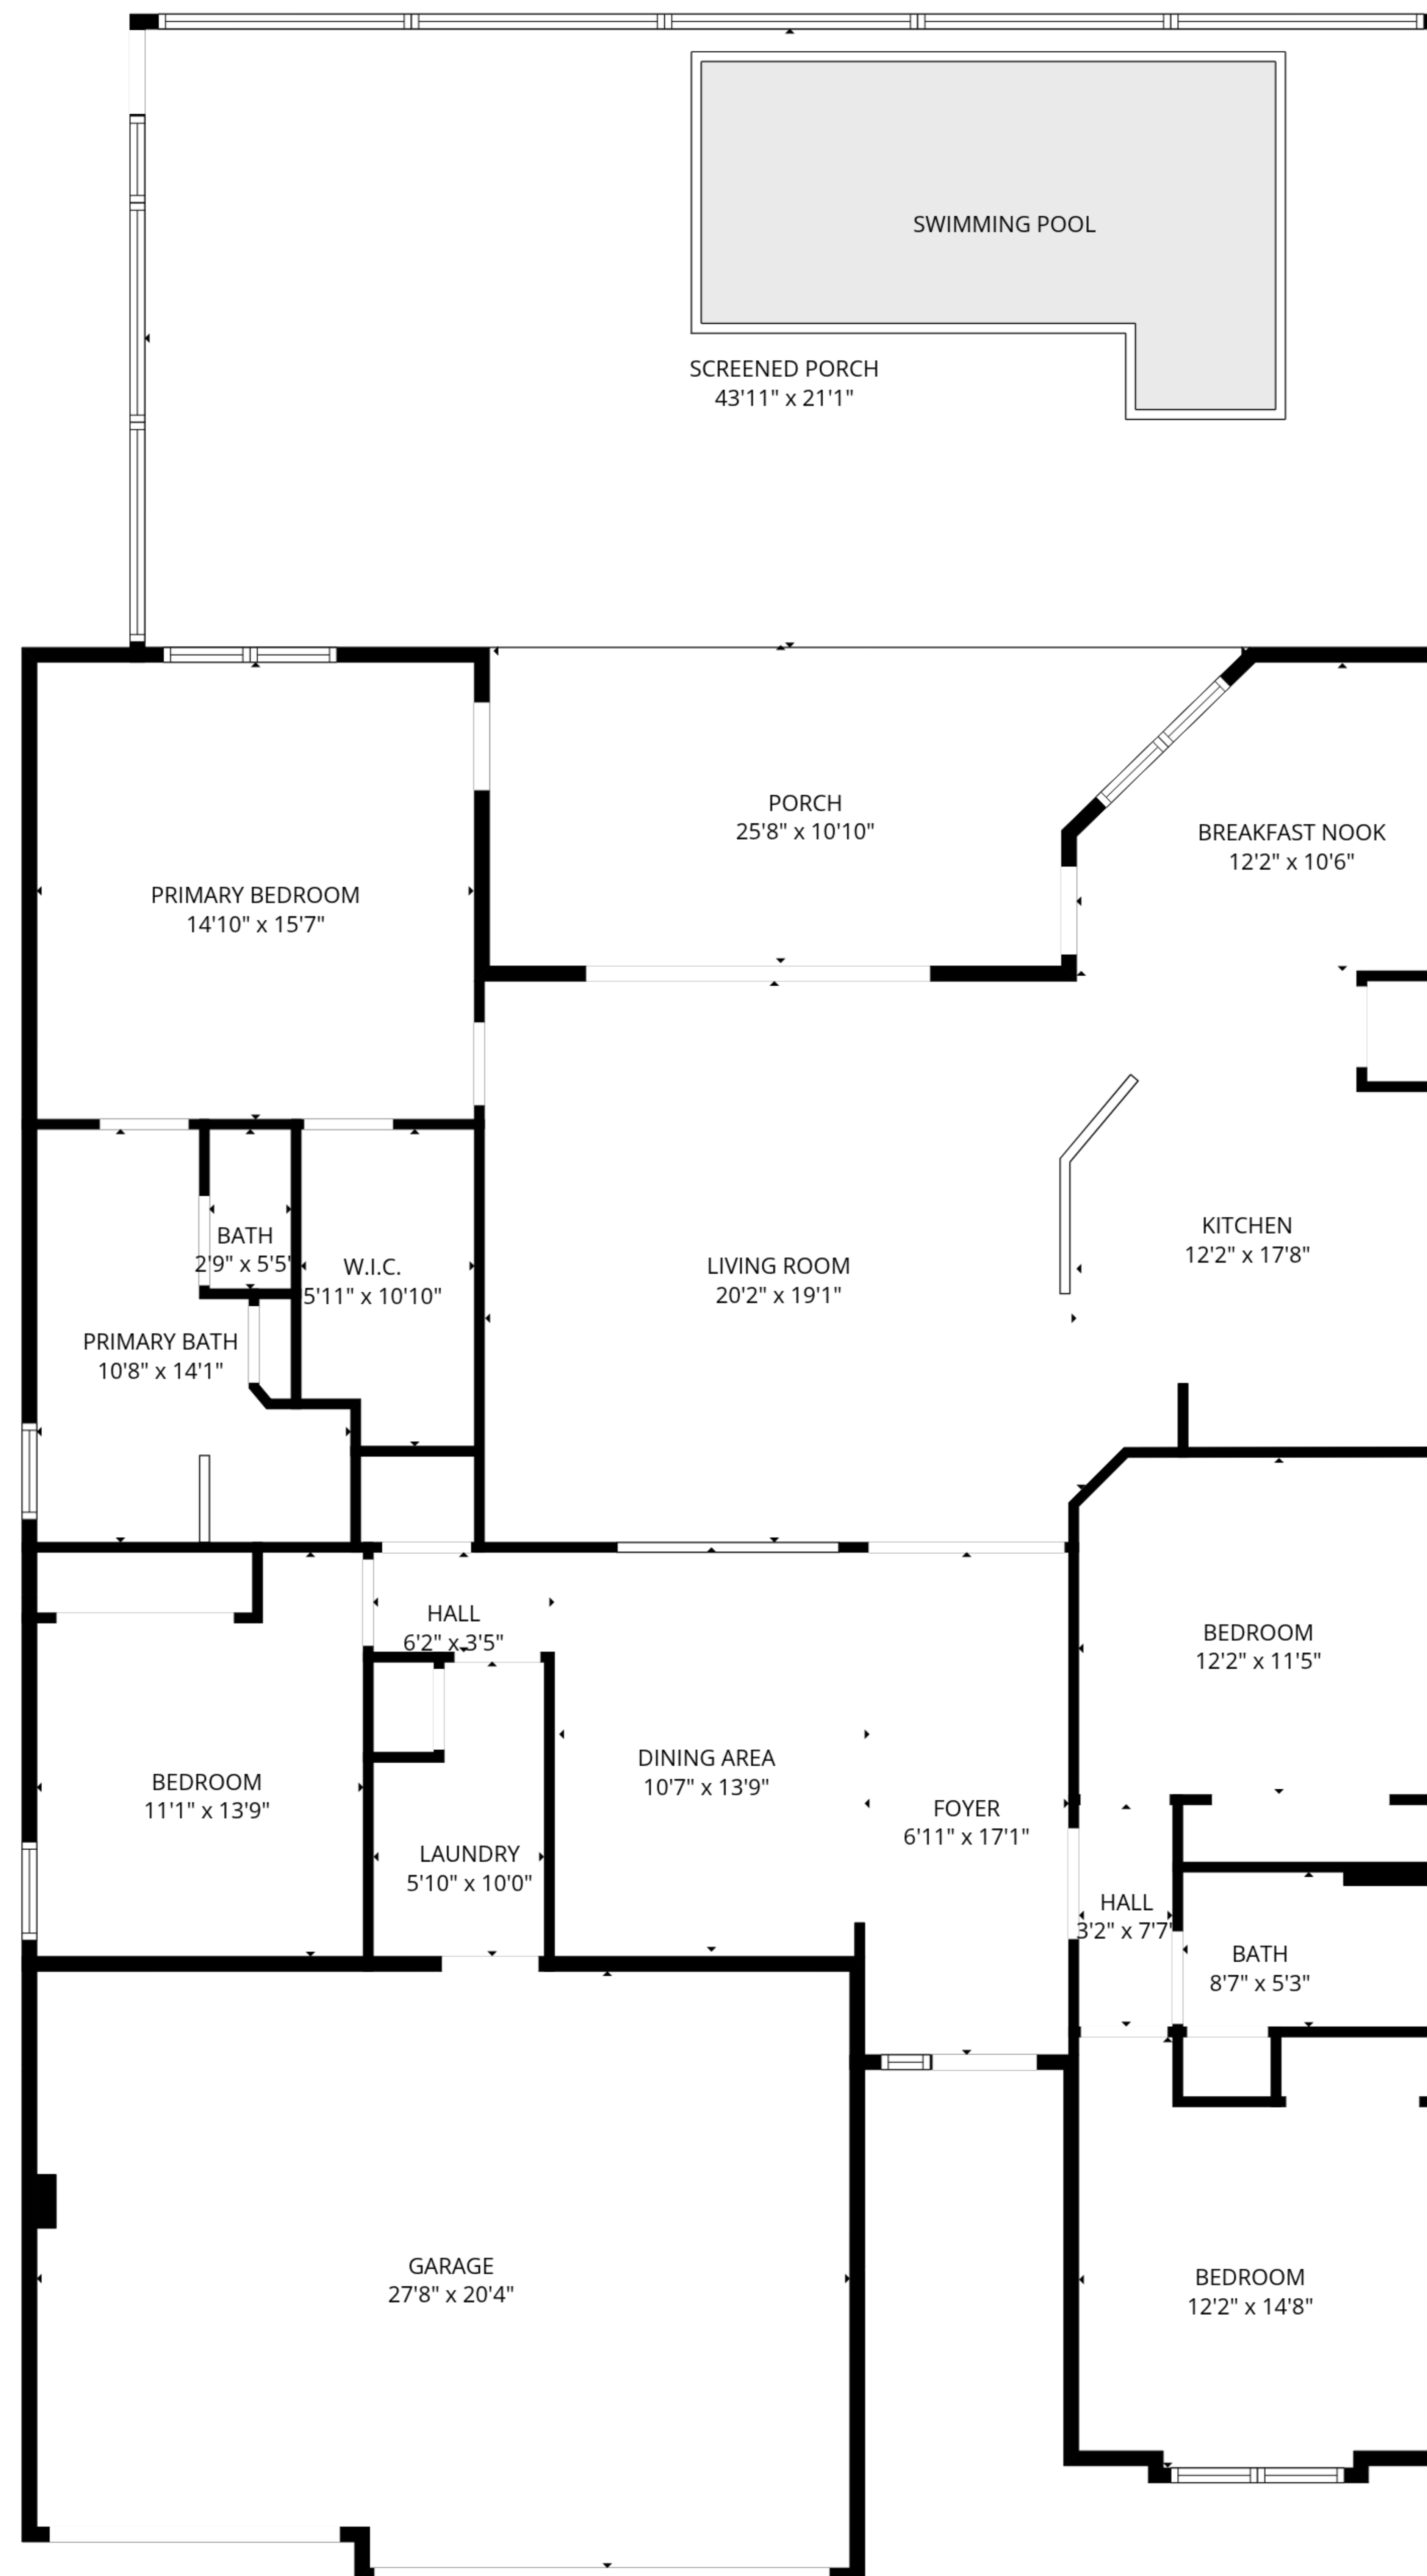 SWIMMING POOL
SCREENED PORCH
43'11" x 21'1"
PORCH
25'8" x 10'10"
BREAKFAST NOOK
12'2" x 10'6"
PRIMARY BEDROOM
14'10" x 15'7"
BATH
2'9" x 5'5"
W.I.C.
5'11" x 10'10"
LIVING ROOM
20'2" x 19'1"
KITCHEN
12'2" x 17'8"
PRIMARY BATH
10'8" x 14'1"
HALL
6'2" x 3'5"
BEDROOM
12'2" x 11'5"
DINING AREA
10'7" x 13'9"
BEDROOM
11'1" x 13'9"
FOYER
6'11" x 17'1"
LAUNDRY
5'10" x 10'0"
HALL
3'2" x 7'7"
BATH
8'7" x 5'3"
GARAGE
27'8" x 20'4"
BEDROOM
12'2" x 14'8"